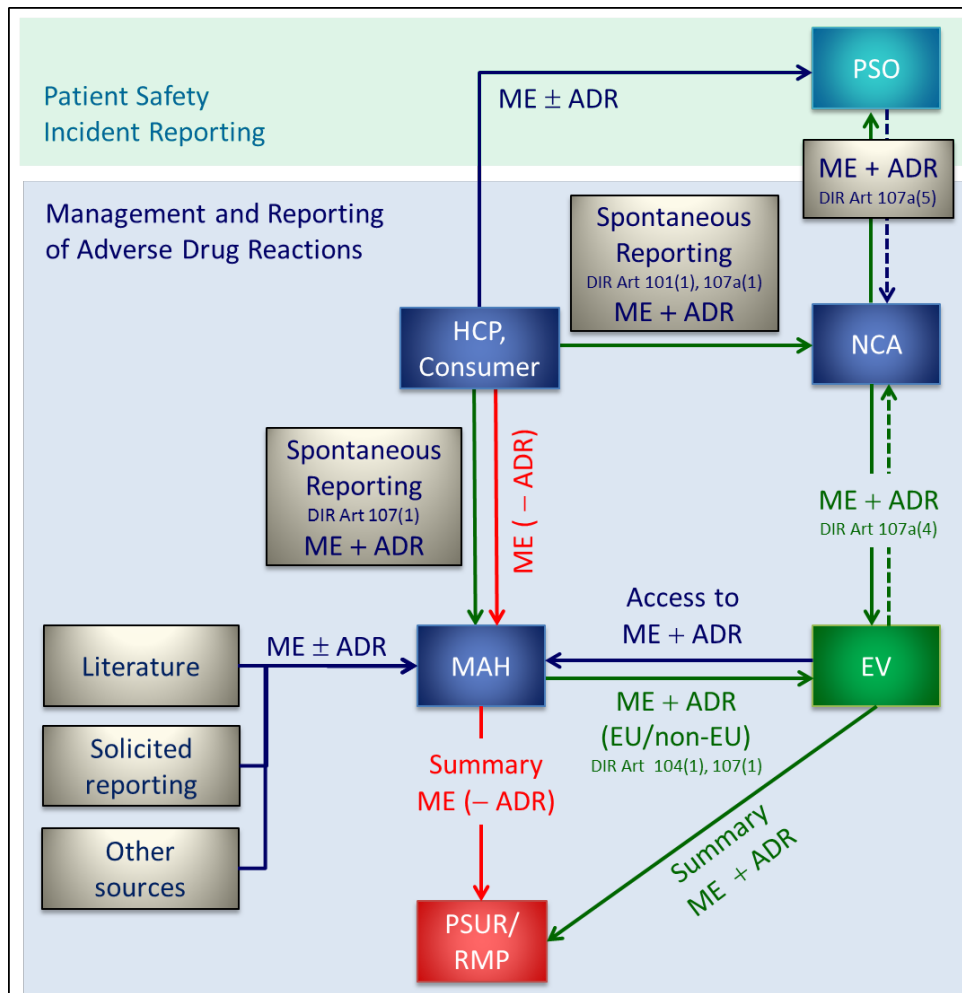 Patient Safety
Incident Reporting
ME ± ADR
PSO
ME + ADR
DIR Art 107a(5)
Management and Reporting
of Adverse Drug Reactions
Spontaneous
Reporting
DIR Art 101(1), 107a(1)
ME + ADR
HCP,
Consumer
NCA
Spontaneous
Reporting
DIR Art 107(1)
ME + ADR
ME ( – ADR)
ME + ADR
DIR Art 107a(4)
Access to
ME + ADR
Literature
ME ± ADR
MAH
EV
ME + ADR
(EU/non-EU)
DIR Art 104(1), 107(1)
Solicited
reporting
Summary
ME (– ADR)
Other
sources
Summary
ME + ADR
PSUR/
RMP